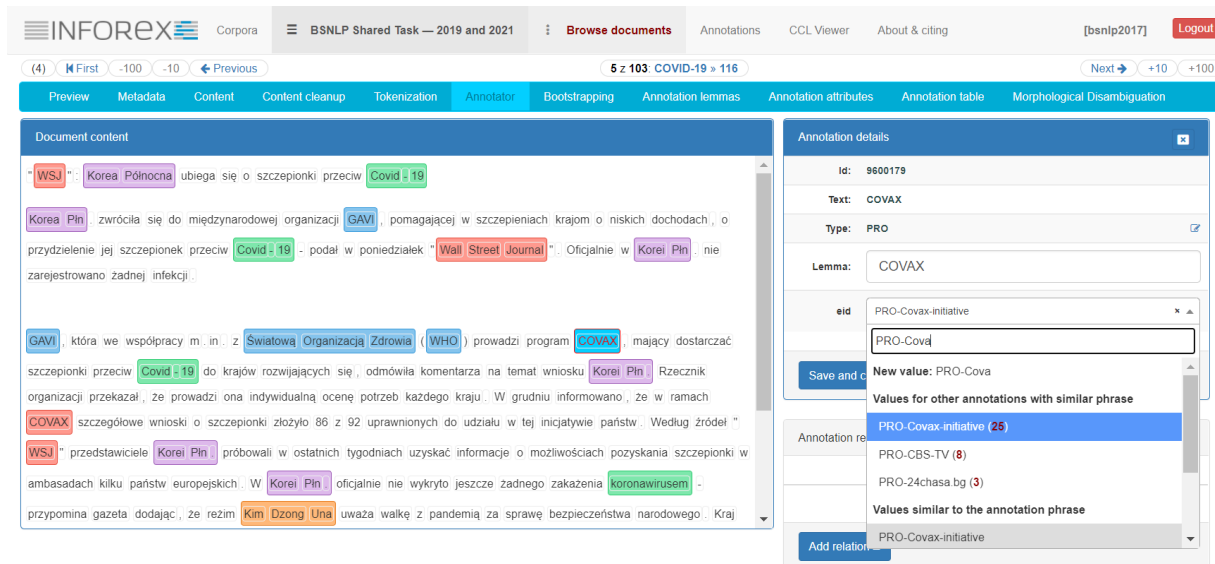 INFOREX Corpora ☰ BSNLP Shared Task — 2019 and 2021 ⋮ Browse documents Annotations CCL Viewer About & citing [bsnlp2017] Logout
(4) First -100 -10 Previous 5 z 103: COVID-19 » 116 Next +10 +100
Preview Metadata Content Content cleanup Tokenization Annotator Bootstrapping Annotation lemmas Annotation attributes Annotation table Morphological Disambiguation
Document content
" WSJ " : Korea Północna ubiega się o szczepionki przeciw Covid - 19
Korea Płn . zwróciła się do międzynarodowej organizacji GAVI , pomagającej w szczepieniach krajom o niskich dochodach , o
przydzielenie jej szczepionek przeciw Covid - 19 - podał w poniedziałek " Wall Street Journal " . Oficjalnie w Korei Płn . nie
zarejestrowano żadnej infekcji .
GAVI , która we współpracy m . in . z Światową Organizacją Zdrowia ( WHO ) prowadzi program COVAX , mający dostarczać
szczepionki przeciw Covid - 19 do krajów rozwijających się , odmówiła komentarza na temat wniosku Korei Płn . Rzecznik
organizacji przekazał , że prowadzi ona indywidualną ocenę potrzeb każdego kraju . W grudniu informowano , że w ramach
COVAX szczegółowe wnioski o szczepionki złożyło 86 z 92 uprawnionych do udziału w tej inicjatywie państw . Według źródeł "
WSJ " przedstawiciele Korei Płn . próbowali w ostatnich tygodniach uzyskać informacje o możliwościach pozyskania szczepionki w
ambasadach kilku państw europejskich . W Korei Płn . oficjalnie nie wykryto jeszcze żadnego zakażenia koronawirusem -
przypomina gazeta dodając , że reżim Kim Dzong Una uważa walkę z pandemią za sprawę bezpieczeństwa narodowego . Kraj
Annotation details x
Id: 9600179
Text: COVAX
Type: PRO
Lemma: COVAX
eid PRO-Covax-initiative ×
PRO-Cova
Save and c
New value: PRO-Cova
Values for other annotations with similar phrase
PRO-Covax-initiative (25)
Annotation re
PRO-CBS-TV (8)
PRO-24chasa.bg (3)
Values similar to the annotation phrase
PRO-Covax-initiative
Add relation